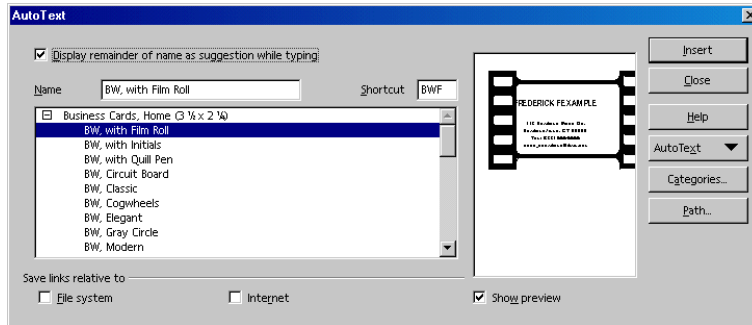 AutoText
Display remainder of name as suggestion while typing
Name
BW, with Film Roll
Shortcut
BWF
Business Cards, Home (3 ½ x 2 ¼)
BW, with Film Roll
BW, with Initials
BW, with Quill Pen
BW, Circuit Board
BW, Classic
BW, Cogwheels
BW, Elegant
BW, Gray Circle
BW, Modern
FREDERICK FEXAMPLE
Insert
Close
Help
AutoText
Categories...
Path...
Save links relative to
File system
Internet
Show preview